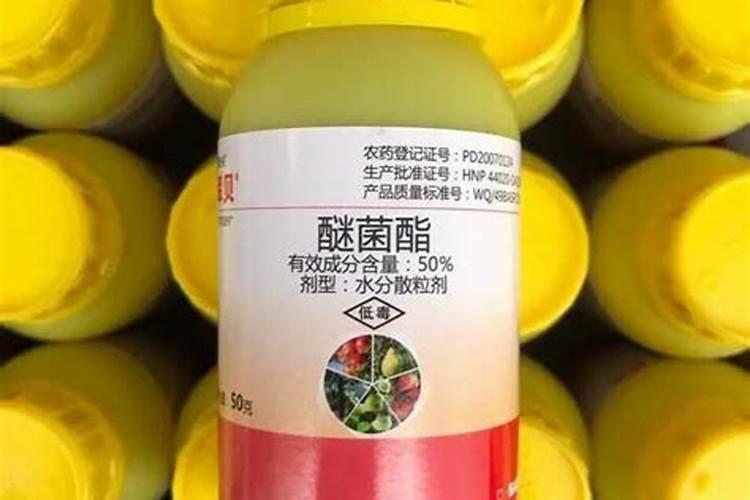 农药登记证号：PD20070124
生产批准证号：HNP 44020
产品质量标准号：WQ/49BASF
贝®
醚菌酯
有效成分含量：50%
剂型：水分散粒剂
低毒
50克